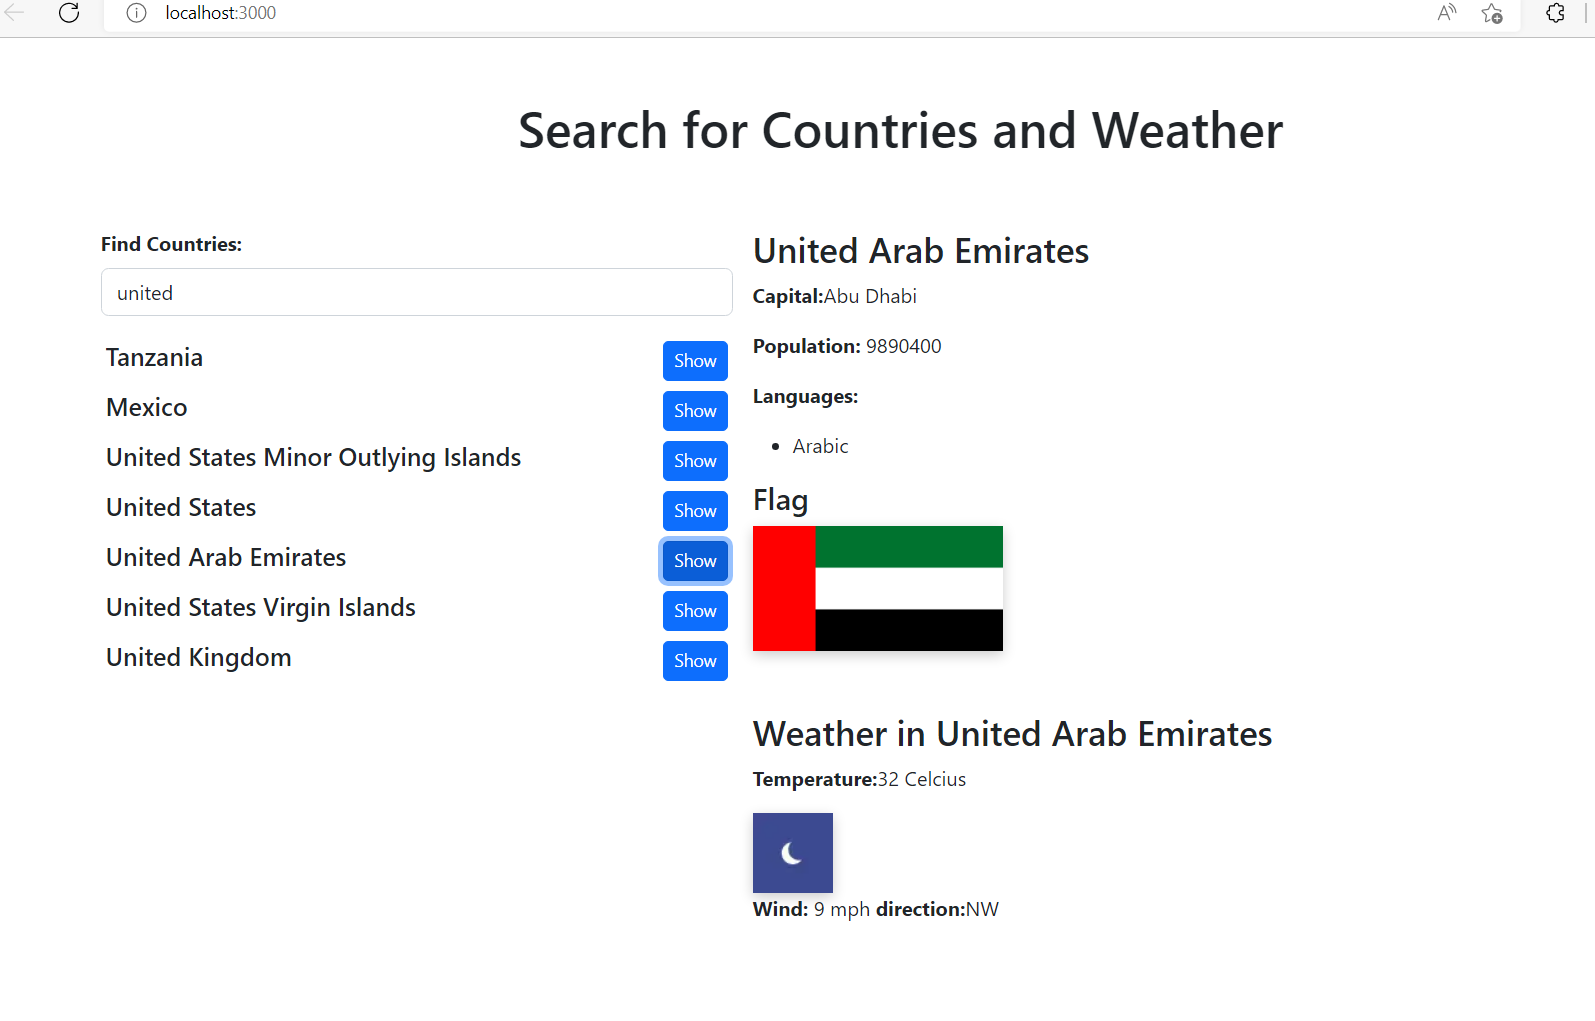 localhost:3000
Search for Countries and Weather
Find Countries:
united
Tanzania Show
Mexico Show
United States Minor Outlying Islands Show
United States Show
United Arab Emirates Show
United States Virgin Islands Show
United Kingdom Show
United Arab Emirates
Capital:Abu Dhabi
Population: 9890400
Languages:
• Arabic
Flag
Weather in United Arab Emirates
Temperature:32 Celcius
Wind: 9 mph direction:NW